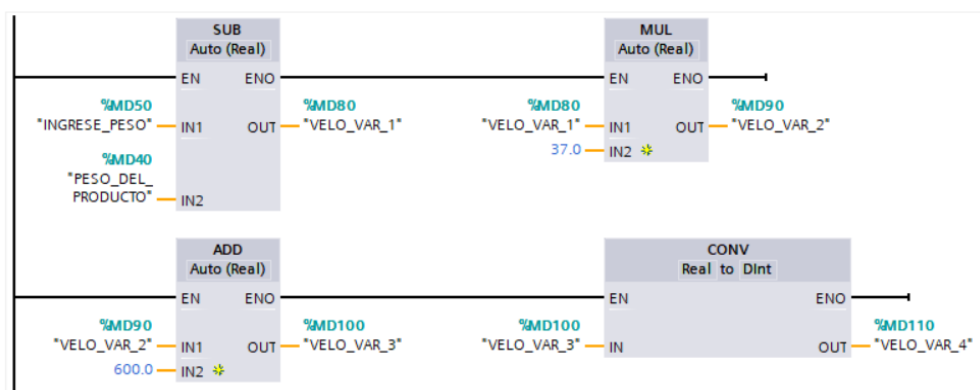 SUB
Auto (Real)
EN ENO
%MD50
"INGRESE_PESO" IN1
OUT
%MD80
"VELO_VAR_1"
%MD40
"PESO_DEL_
PRODUCTO" IN2
MUL
Auto (Real)
EN ENO
%MD80
"VELO_VAR_1" IN1
OUT
%MD90
"VELO_VAR_2"
37.0 IN2
ADD
Auto (Real)
EN ENO
%MD90
"VELO_VAR_2" IN1
OUT
%MD100
"VELO_VAR_3"
600.0 IN2
CONV
Real to DInt
EN ENO
%MD100
"VELO_VAR_3" IN
OUT
%MD110
"VELO_VAR_4"